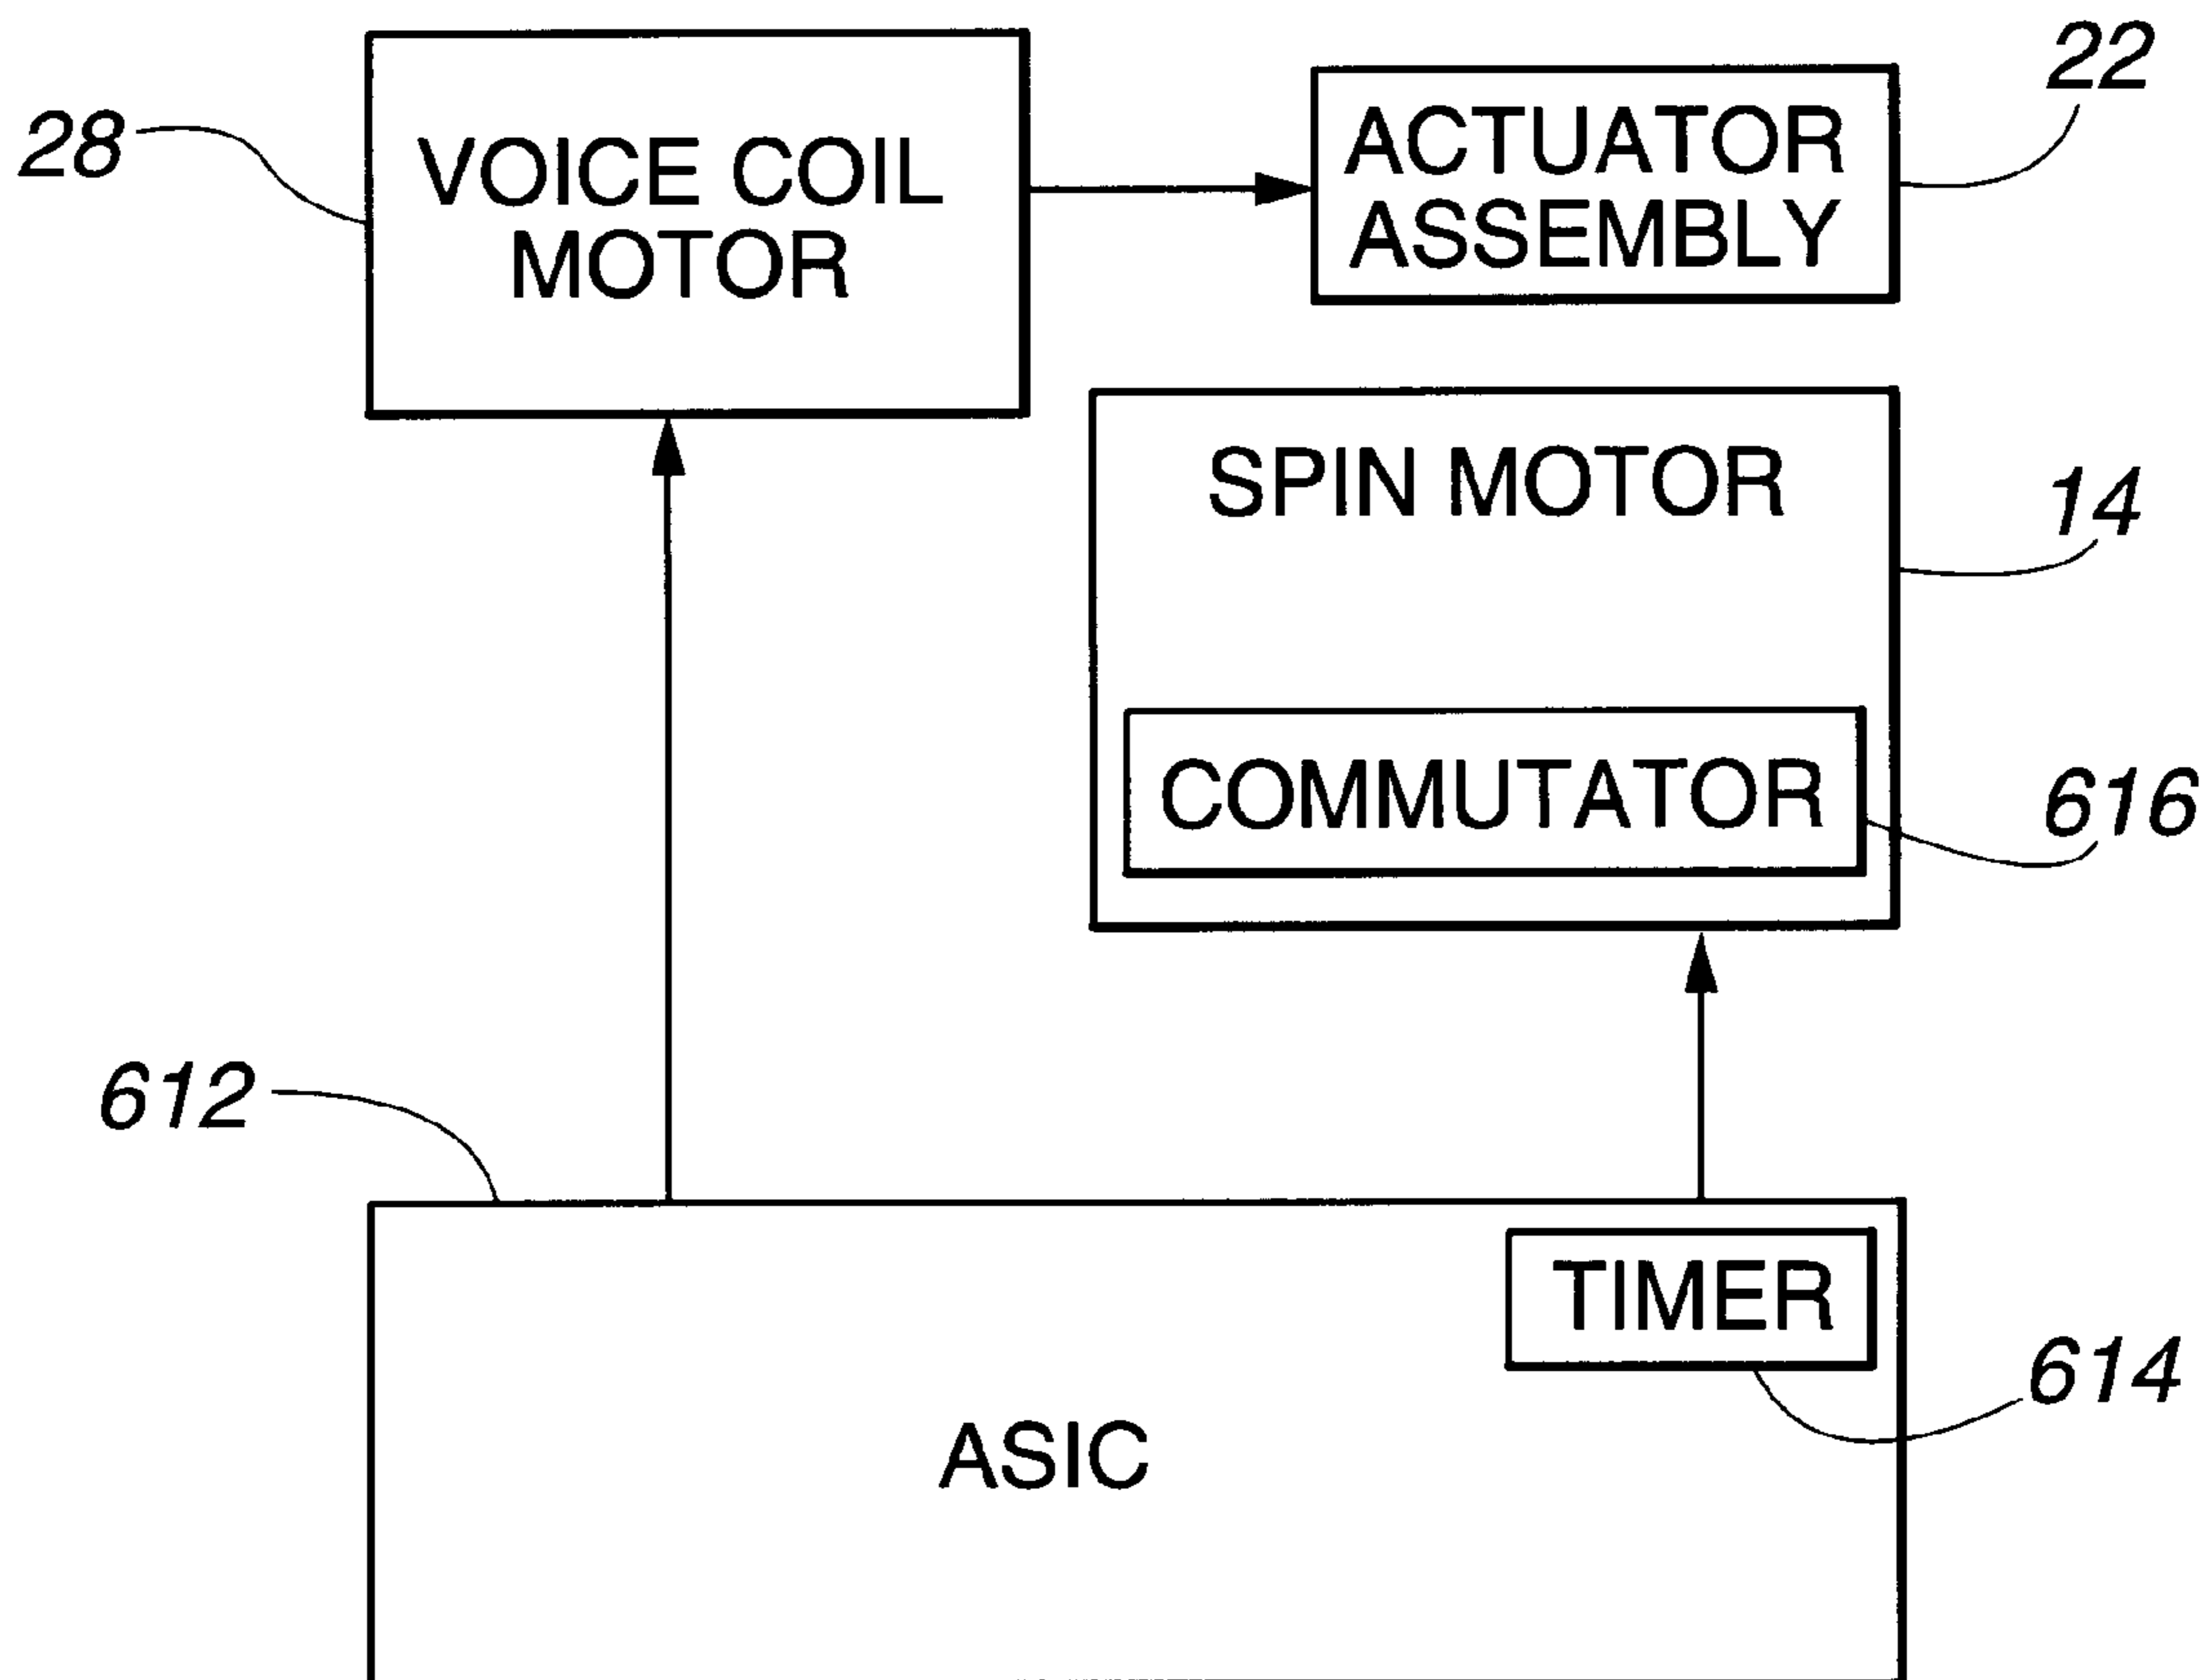 22
28
VOICE COIL
MOTOR
ACTUATOR
ASSEMBLY
SPIN MOTOR
14
COMMUTATOR
616
612
TIMER
614
ASIC